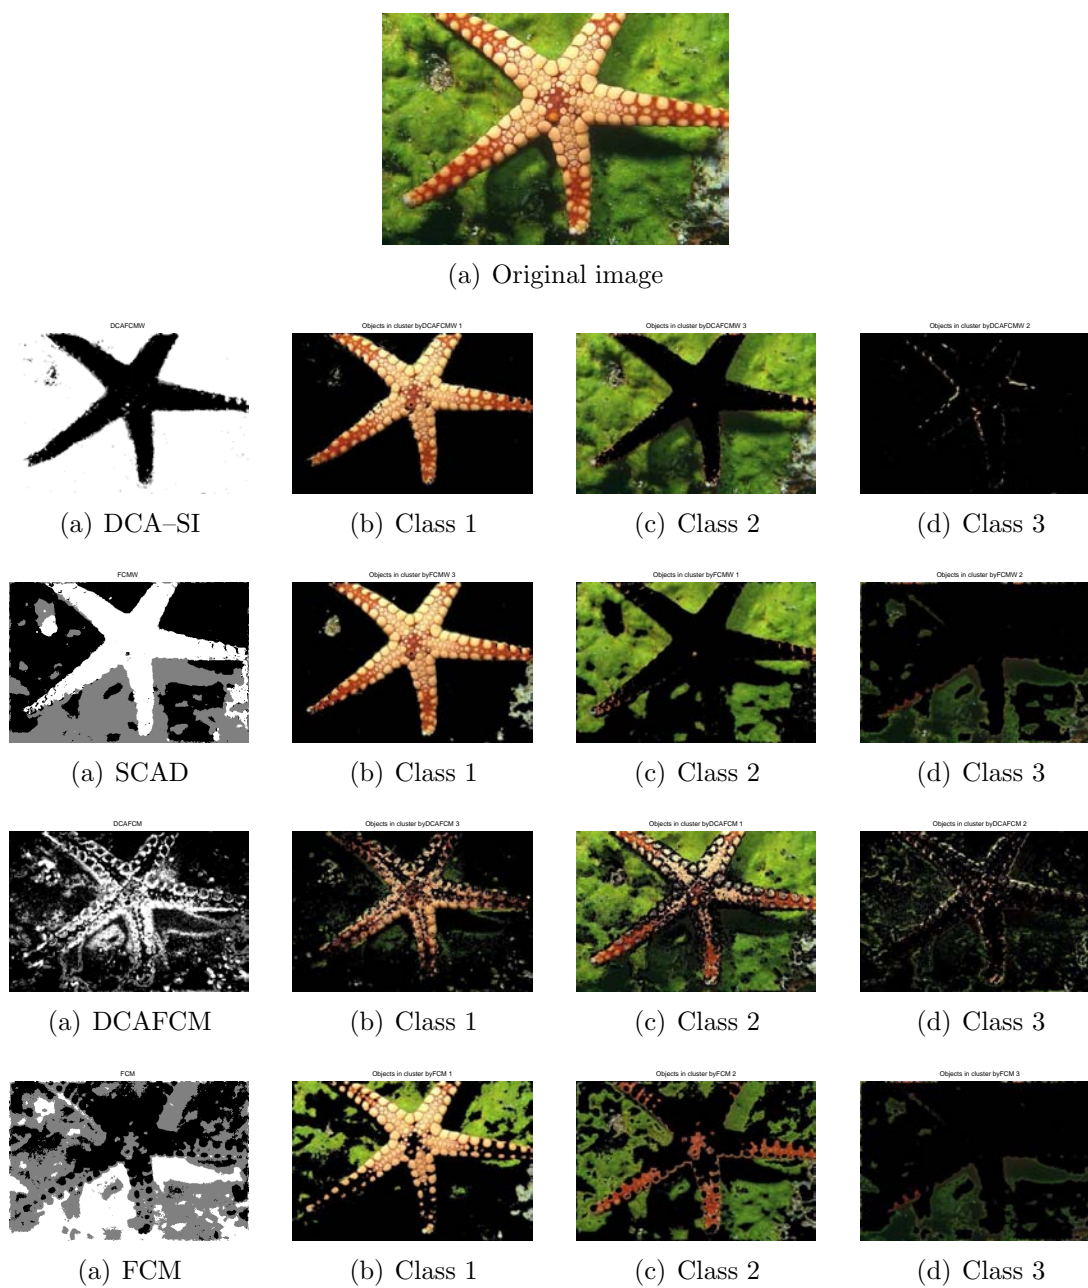 (a) Original image
DCAFCMW
Objects in cluster byDCAFCMW 1
Objects in cluster byDCAFCMW 3
Objects in cluster byDCAFCMW 2
(a) DCA–SI
(b) Class 1
(c) Class 2
(d) Class 3
FCMW
Objects in cluster byFCMW 3
Objects in cluster byFCMW 1
Objects in cluster byFCMW 2
(a) SCAD
(b) Class 1
(c) Class 2
(d) Class 3
DCAFCM
Objects in cluster byDCAFCM 3
Objects in cluster byDCAFCM 1
Objects in cluster byDCAFCM 2
(a) DCAFCM
(b) Class 1
(c) Class 2
(d) Class 3
FCM
Objects in cluster byFCM 1
Objects in cluster byFCM 2
Objects in cluster byFCM 3
(a) FCM
(b) Class 1
(c) Class 2
(d) Class 3